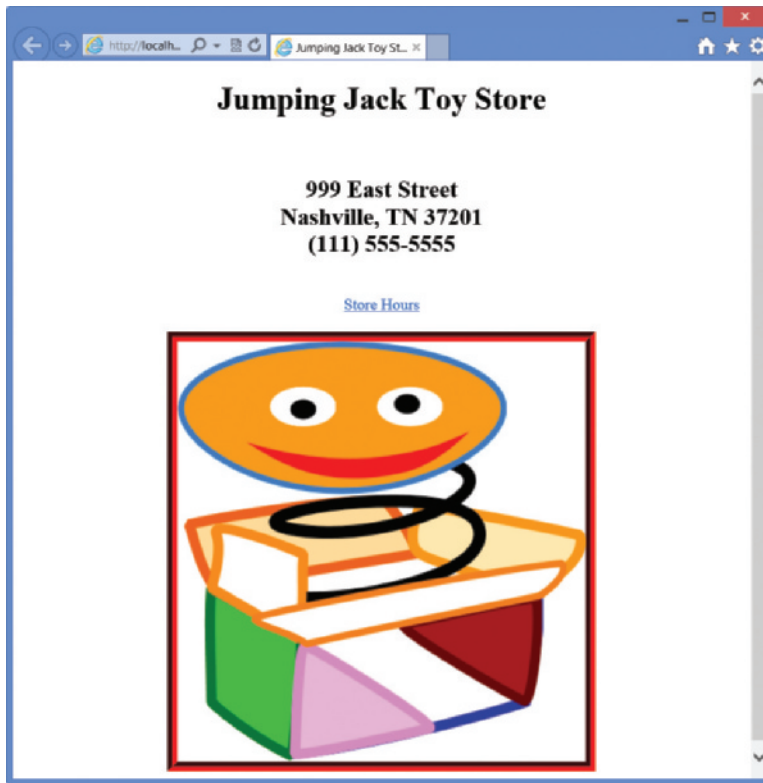 http://localh...
Jumping Jack Toy St...
Jumping Jack Toy Store
999 East Street
Nashville, TN 37201
(111) 555-5555
Store Hours